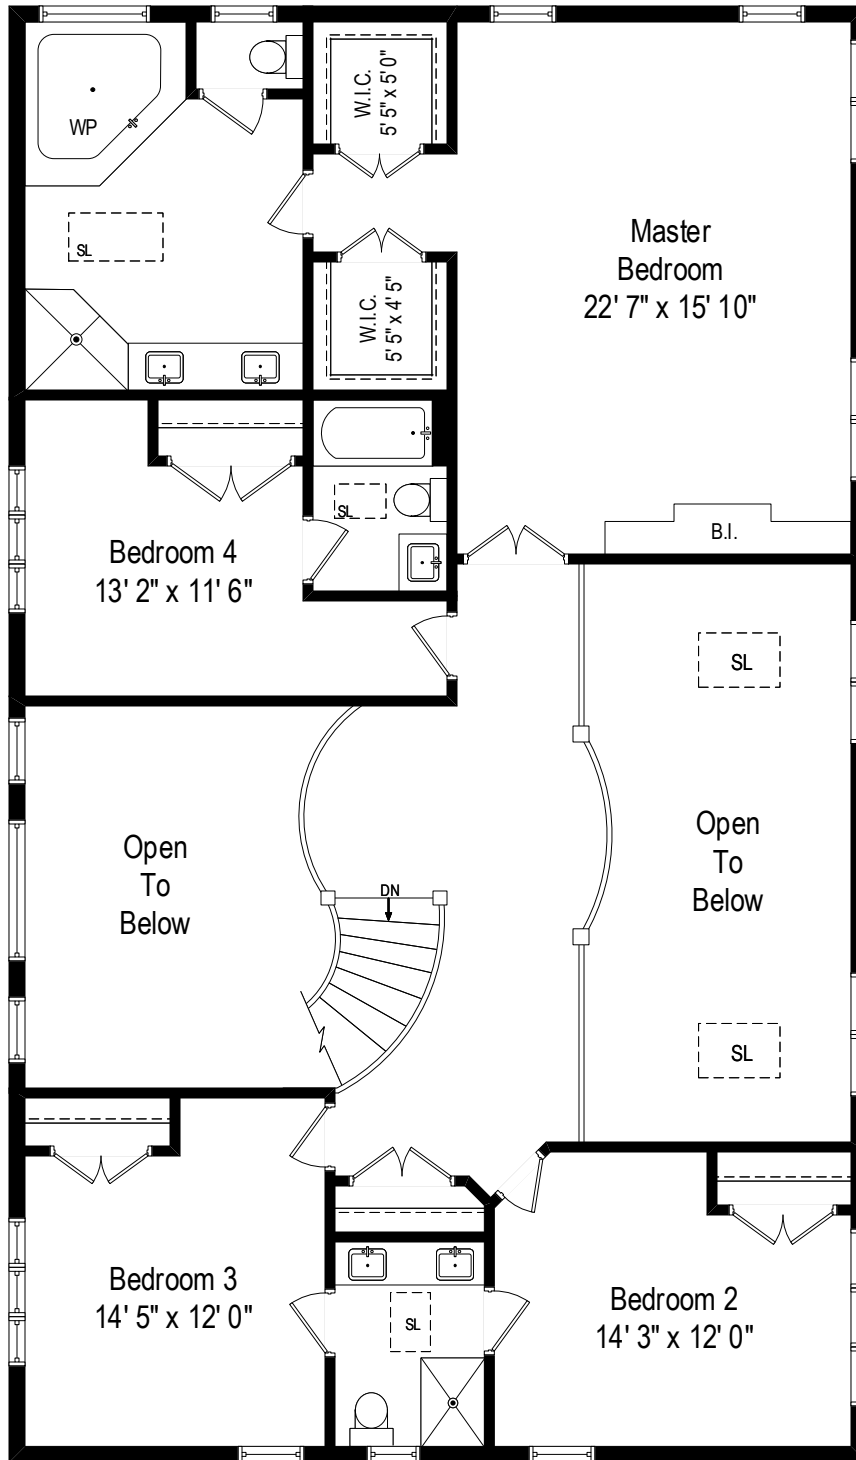 WP
W.I.C.
5' 5" x 5' 0"
SL
W.I.C.
5' 5" x 4' 5"
Master
Bedroom
22' 7" x 15' 10"
Bedroom 4
13' 2" x 11' 6"
SL
B.I.
SL
Open
To
Below
DN
Open
To
Below
SL
Bedroom 3
14' 5" x 12' 0"
SL
Bedroom 2
14' 3" x 12' 0"